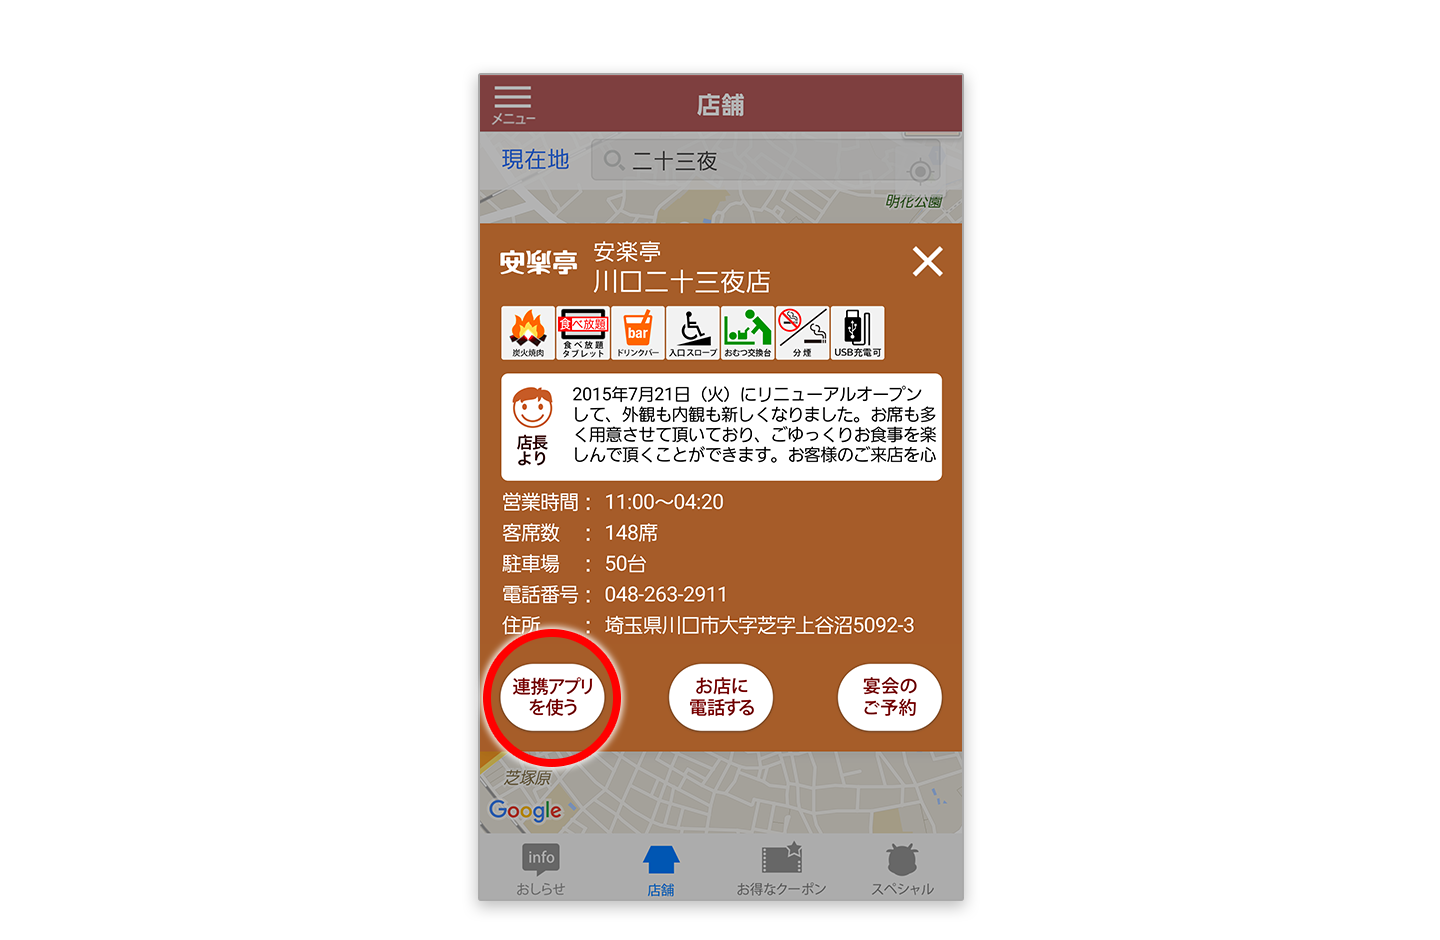 メニュー
店舗
現在地
二十三夜
明花公園
安楽亭
安楽亭
川口二十三夜店
炭火焼肉
食べ放題
食べ放題
タブレット
bar
ドリンクバー
入口スロープ
おむつ交換台
分煙
USB充電可
店長
より
2015年7月21日（火）にリニューアルオープン
して、外観も内観も新しくなりました。お席も多
く用意させて頂いており、ごゆっくりお食事を楽
しんで頂くことができます。お客様のご来店を心
営業時間： 11:00〜04:20
客席数 ： 148席
駐車場 ： 50台
電話番号： 048-263-2911
住所 ： 埼玉県川口市大字芝字上谷沼5092-3
連携アプリ
を使う
お店に
電話する
宴会の
ご予約
芝塚原
Google
info
おしらせ
店舗
お得なクーポン
スペシャル